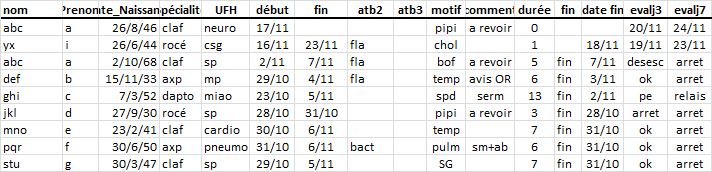 nom Prenom te_Naissan pécialité UFH début fin atb2 atb3 motif comment durée fin date fin evalj3 evalj7
abc a 26/8/46 claf neuro 17/11 pipi a revoir 0 20/11 24/11
yx i 26/6/44 rocé csg 16/11 23/11 fla chol 1 18/11 19/11 23/11
abc a 2/10/68 claf sp 2/11 7/11 fla bof a revoir 5 fin 7/11 desesc arret
def b 15/11/33 axp mp 29/10 4/11 fla temp avis OR 6 fin 3/11 ok arret
ghi c 7/3/52 dapto miao 23/10 5/11 spd serm 13 fin 2/11 pe relais
jkl d 27/9/30 rocé sp 28/10 31/10 pipi a revoir 3 fin 28/10 arret arret
mno e 23/2/41 claf cardio 30/10 6/11 temp 7 fin 31/10 ok arret
pqr f 30/6/50 axp pneumo 31/10 6/11 bact pulm sm+ab 6 fin 31/10 ok arret
stu g 30/3/47 claf sp 29/10 5/11 SG 7 fin 31/10 ok arret